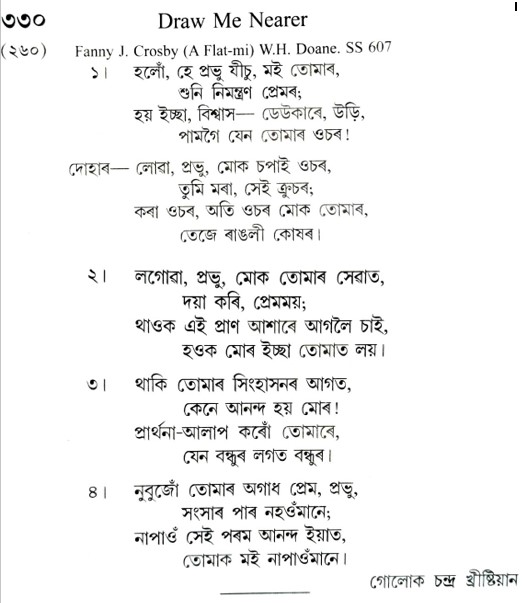 ৩৩০ Draw Me Nearer
(২৬০) Fanny J. Crosby (A Flat-mi) W.H. Doane. SS 607
১। হলোঁ, হে প্ৰভু যীচু, মই তোমাৰ,
শুনি নিমন্ত্ৰণ প্ৰেমৰ;
হয় ইচ্ছা, বিশ্বাস— ডেউকাৰে, উড়ি,
পামগৈ যেন তোমাৰ ওচৰ!
দোহাৰ— লোৱা, প্ৰভু, মোক চপাই ওচৰ,
তুমি মৰা, সেই ক্ৰুচৰ;
কৰা ওচৰ, অতি ওচৰ মোক তোমাৰ,
তেজে ৰাঙলী কোষৰ।
২। লগোৱা, প্ৰভু, মোক তোমাৰ সেৱাত,
দয়া কৰি, প্ৰেমময়;
থাওক এই প্ৰাণ আশাৰে আগলৈ চাই,
হওক মোৰ ইচ্ছা তোমাত লয়।
৩। থাকি তোমাৰ সিংহাসনৰ আগত,
কেনে আনন্দ হয় মোৰ!
প্ৰাৰ্থনা-আলাপ কৰোঁ তোমাৰে,
যেন বন্ধুৰ লগত বন্ধুৰ।
৪। নুবুজোঁ তোমাৰ অগাধ প্ৰেম, প্ৰভু,
সংসাৰ পাৰ নহওঁমানে;
নাপাওঁ সেই পৰম আনন্দ ইয়াত,
তোমাক মই নাপাওঁমানে।
গোলোক চন্দ্ৰ খ্ৰীষ্টিয়ান